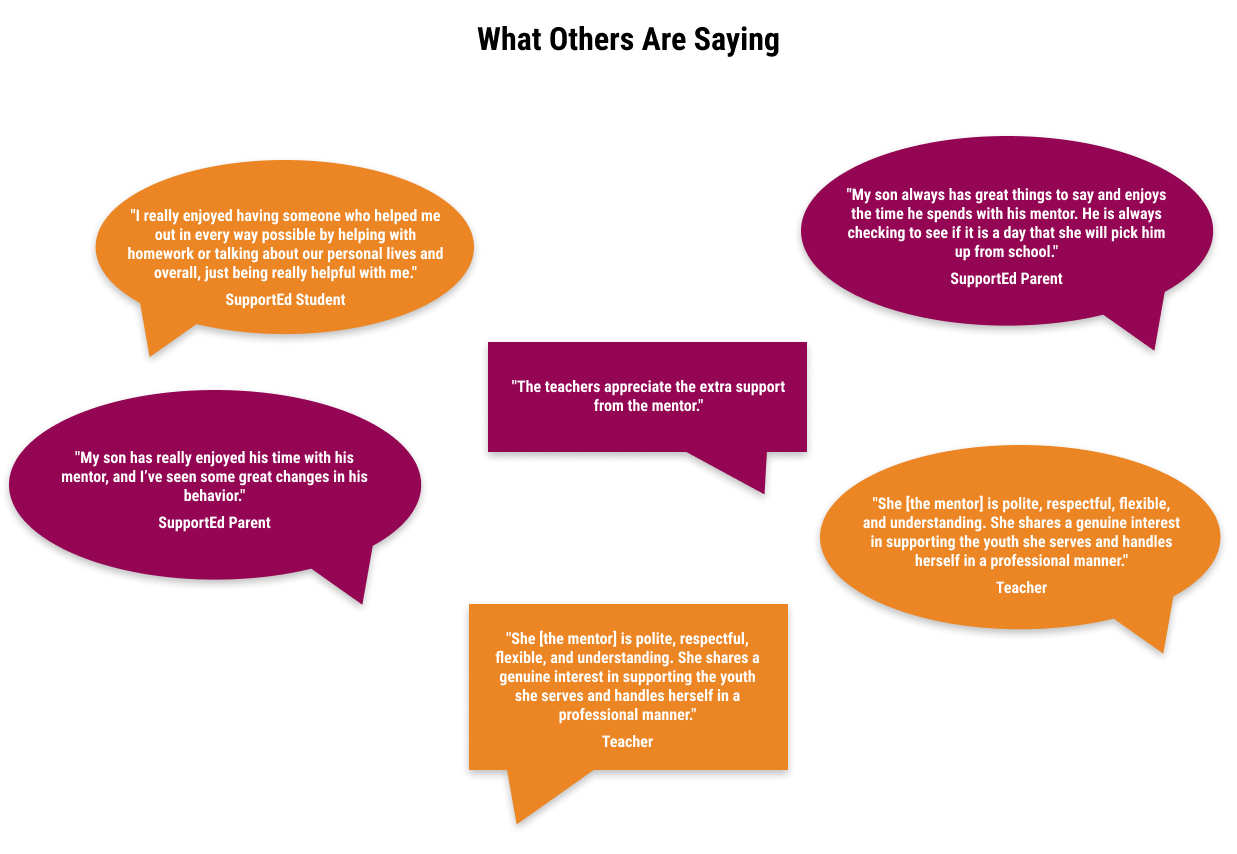 What Others Are Saying
"I really enjoyed having someone who helped me
out in every way possible by helping with
homework or talking about our personal lives and
overall, just being really helpful with me."
SupportEd Student
"My son always has great things to say and enjoys
the time he spends with his mentor. He is always
checking to see if it is a day that she will pick him
up from school."
SupportEd Parent
"The teachers appreciate the extra support
from the mentor."
"My son has really enjoyed his time with his
mentor, and I’ve seen some great changes in his
behavior."
SupportEd Parent
"She [the mentor] is polite, respectful, flexible,
and understanding. She shares a genuine interest
in supporting the youth she serves and handles
herself in a professional manner."
Teacher
"She [the mentor] is polite, respectful,
flexible, and understanding. She shares a
genuine interest in supporting the youth
she serves and handles herself in a
professional manner."
Teacher